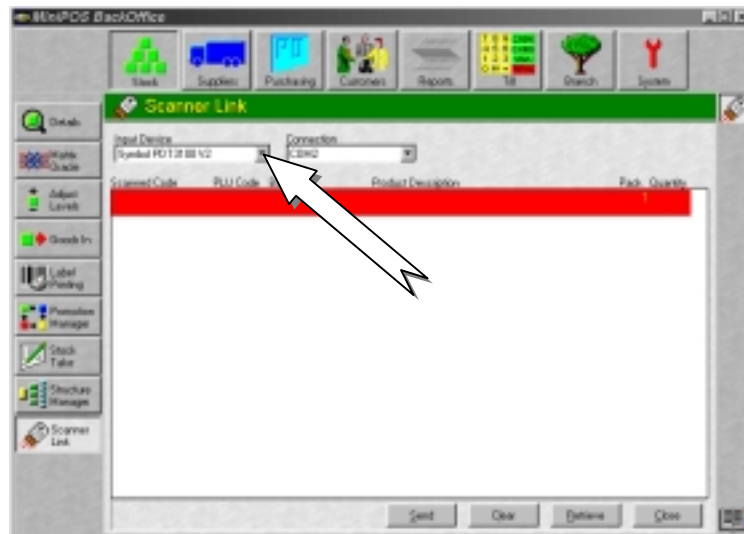 MiniPOS BackOffice
Stock Suppliers Purchasing Customers Reports Till Branch System
Scanner Link
Details
Input Device Connection
Symbol PDT3100 V2 COM2
Matrix
Grade
Scanned Code PLU Code Product Description Pack Quantity
1
Adjust
Levels
Goods In
Label
Printing
Promotion
Manager
Stock
Take
Structure
Manager
Scanner
Link
Send Clear Retrieve Close